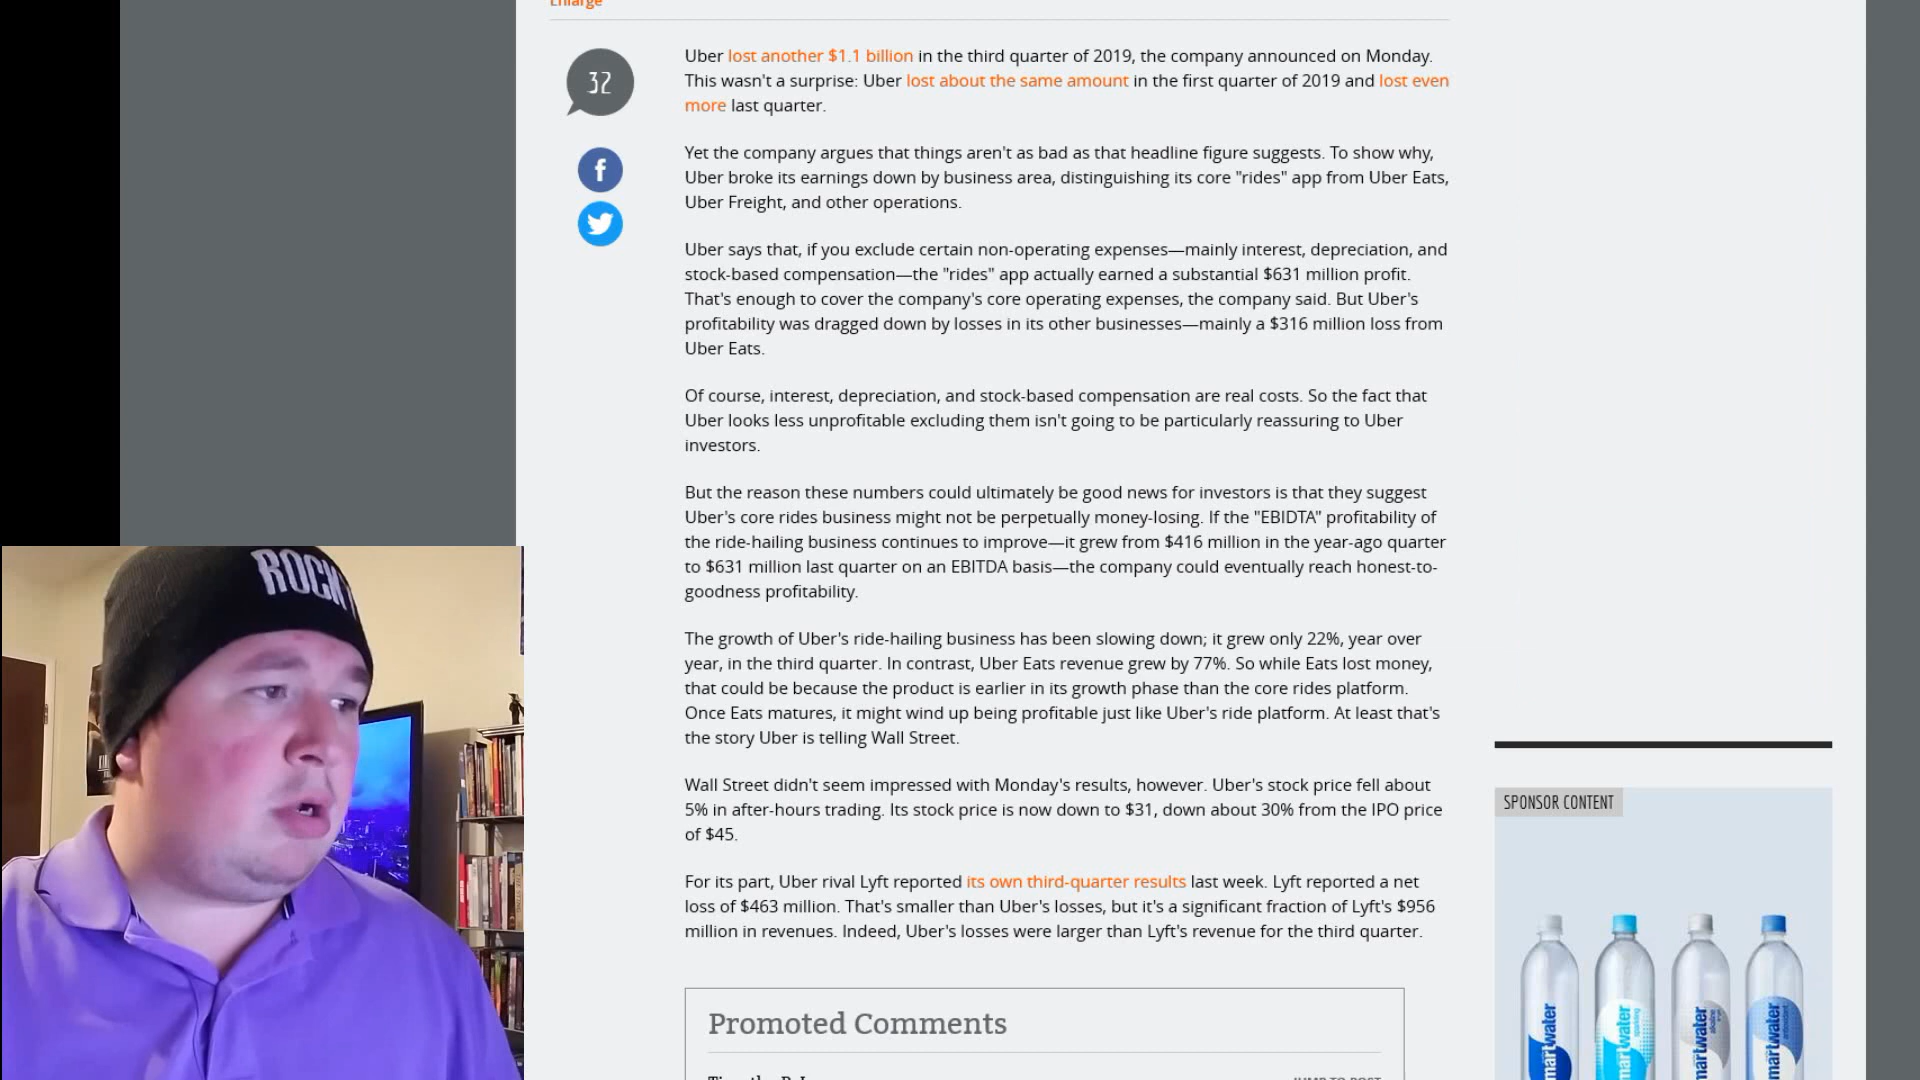 Enlarge
32
Uber lost another $1.1 billion in the third quarter of 2019, the company announced on Monday.
This wasn't a surprise: Uber lost about the same amount in the first quarter of 2019 and lost even
more last quarter.
Yet the company argues that things aren't as bad as that headline figure suggests. To show why,
Uber broke its earnings down by business area, distinguishing its core "rides" app from Uber Eats,
Uber Freight, and other operations.
Uber says that, if you exclude certain non-operating expenses—mainly interest, depreciation, and
stock-based compensation—the "rides" app actually earned a substantial $631 million profit.
That's enough to cover the company's core operating expenses, the company said. But Uber's
profitability was dragged down by losses in its other businesses—mainly a $316 million loss from
Uber Eats.
Of course, interest, depreciation, and stock-based compensation are real costs. So the fact that
Uber looks less unprofitable excluding them isn't going to be particularly reassuring to Uber
investors.
But the reason these numbers could ultimately be good news for investors is that they suggest
Uber's core rides business might not be perpetually money-losing. If the "EBIDTA" profitability of
the ride-hailing business continues to improve—it grew from $416 million in the year-ago quarter
to $631 million last quarter on an EBITDA basis—the company could eventually reach honest-to-
goodness profitability.
The growth of Uber's ride-hailing business has been slowing down; it grew only 22%, year over
year, in the third quarter. In contrast, Uber Eats revenue grew by 77%. So while Eats lost money,
that could be because the product is earlier in its growth phase than the core rides platform.
Once Eats matures, it might wind up being profitable just like Uber's ride platform. At least that's
the story Uber is telling Wall Street.
Wall Street didn't seem impressed with Monday's results, however. Uber's stock price fell about
5% in after-hours trading. Its stock price is now down to $31, down about 30% from the IPO price
of $45.
For its part, Uber rival Lyft reported its own third-quarter results last week. Lyft reported a net
loss of $463 million. That's smaller than Uber's losses, but it's a significant fraction of Lyft's $956
million in revenues. Indeed, Uber's losses were larger than Lyft's revenue for the third quarter.
Promoted Comments
JUMP TO POST
SPONSOR CONTENT
smartwater
smartwater
smartwater
smartwater
ROCK